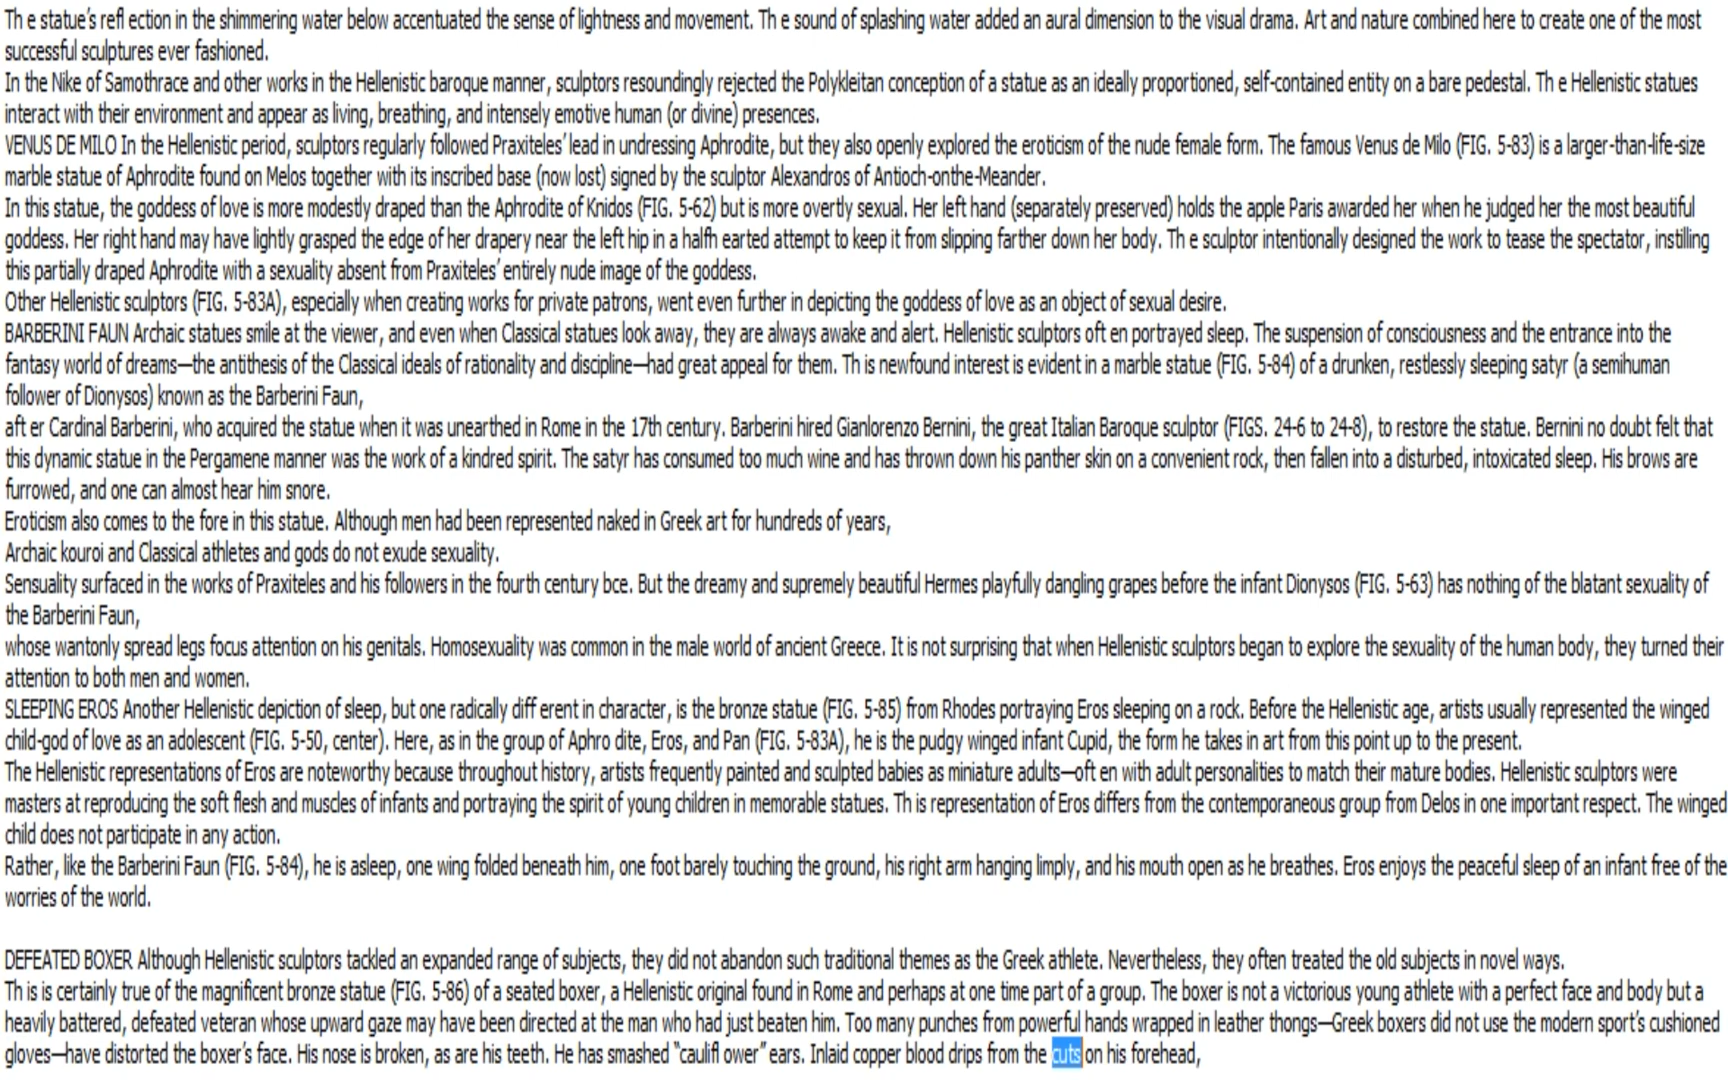 Th e statue's refl ection in the shimmering water below accentuated the sense of lightness and movement. Th e sound of splashing water added an aural dimension to the visual drama. Art and nature combined here to create one of the most
successful sculptures ever fashioned.
In the Nike of Samothrace and other works in the Hellenistic baroque manner, sculptors resoundingly rejected the Polykleitan conception of a statue as an ideally proportioned, self-contained entity on a bare pedestal. Th e Hellenistic statues
interact with their environment and appear as living, breathing, and intensely emotive human (or divine) presences.
VENUS DE MILO In the Hellenistic period, sculptors regularly followed Praxiteles' lead in undressing Aphrodite, but they also openly explored the eroticism of the nude female form. The famous Venus de Milo (FIG. 5-83) is a larger-than-life-size
marble statue of Aphrodite found on Melos together with its inscribed base (now lost) signed by the sculptor Alexandros of Antioch-onthe-Meander.
In this statue, the goddess of love is more modestly draped than the Aphrodite of Knidos (FIG. 5-62) but is more overtly sexual. Her left hand (separately preserved) holds the apple Paris awarded her when he judged her the most beautiful
goddess. Her right hand may have lightly grasped the edge of her drapery near the left hip in a halfh earted attempt to keep it from slipping farther down her body. Th e sculptor intentionally designed the work to tease the spectator, instilling
this partially draped Aphrodite with a sexuality absent from Praxiteles' entirely nude image of the goddess.
Other Hellenistic sculptors (FIG. 5-83A), especially when creating works for private patrons, went even further in depicting the goddess of love as an object of sexual desire.
BARBERINI FAUN Archaic statues smile at the viewer, and even when Classical statues look away, they are always awake and alert. Hellenistic sculptors oft en portrayed sleep. The suspension of consciousness and the entrance into the
fantasy world of dreams—the antithesis of the Classical ideals of rationality and discipline—had great appeal for them. Th is newfound interest is evident in a marble statue (FIG. 5-84) of a drunken, restlessly sleeping satyr (a semihuman
follower of Dionysos) known as the Barberini Faun,
aft er Cardinal Barberini, who acquired the statue when it was unearthed in Rome in the 17th century. Barberini hired Gianlorenzo Bernini, the great Italian Baroque sculptor (FIGS. 24-6 to 24-8), to restore the statue. Bernini no doubt felt that
this dynamic statue in the Pergamene manner was the work of a kindred spirit. The satyr has consumed too much wine and has thrown down his panther skin on a convenient rock, then fallen into a disturbed, intoxicated sleep. His brows are
furrowed, and one can almost hear him snore.
Eroticism also comes to the fore in this statue. Although men had been represented naked in Greek art for hundreds of years,
Archaic kouroi and Classical athletes and gods do not exude sexuality.
Sensuality surfaced in the works of Praxiteles and his followers in the fourth century bce. But the dreamy and supremely beautiful Hermes playfully dangling grapes before the infant Dionysos (FIG. 5-63) has nothing of the blatant sexuality of
the Barberini Faun,
whose wantonly spread legs focus attention on his genitals. Homosexuality was common in the male world of ancient Greece. It is not surprising that when Hellenistic sculptors began to explore the sexuality of the human body, they turned their
attention to both men and women.
SLEEPING EROS Another Hellenistic depiction of sleep, but one radically diff erent in character, is the bronze statue (FIG. 5-85) from Rhodes portraying Eros sleeping on a rock. Before the Hellenistic age, artists usually represented the winged
child-god of love as an adolescent (FIG. 5-50, center). Here, as in the group of Aphro dite, Eros, and Pan (FIG. 5-83A), he is the pudgy winged infant Cupid, the form he takes in art from this point up to the present.
The Hellenistic representations of Eros are noteworthy because throughout history, artists frequently painted and sculpted babies as miniature adults—oft en with adult personalities to match their mature bodies. Hellenistic sculptors were
masters at reproducing the soft flesh and muscles of infants and portraying the spirit of young children in memorable statues. Th is representation of Eros differs from the contemporaneous group from Delos in one important respect. The winged
child does not participate in any action.
Rather, like the Barberini Faun (FIG. 5-84), he is asleep, one wing folded beneath him, one foot barely touching the ground, his right arm hanging limply, and his mouth open as he breathes. Eros enjoys the peaceful sleep of an infant free of the
worries of the world.
DEFEATED BOXER Although Hellenistic sculptors tackled an expanded range of subjects, they did not abandon such traditional themes as the Greek athlete. Nevertheless, they often treated the old subjects in novel ways.
Th is is certainly true of the magnificent bronze statue (FIG. 5-86) of a seated boxer, a Hellenistic original found in Rome and perhaps at one time part of a group. The boxer is not a victorious young athlete with a perfect face and body but a
heavily battered, defeated veteran whose upward gaze may have been directed at the man who had just beaten him. Too many punches from powerful hands wrapped in leather thongs—Greek boxers did not use the modern sport's cushioned
gloves—have distorted the boxer's face. His nose is broken, as are his teeth. He has smashed "caulifl ower" ears. Inlaid copper blood drips from the cuts on his forehead,